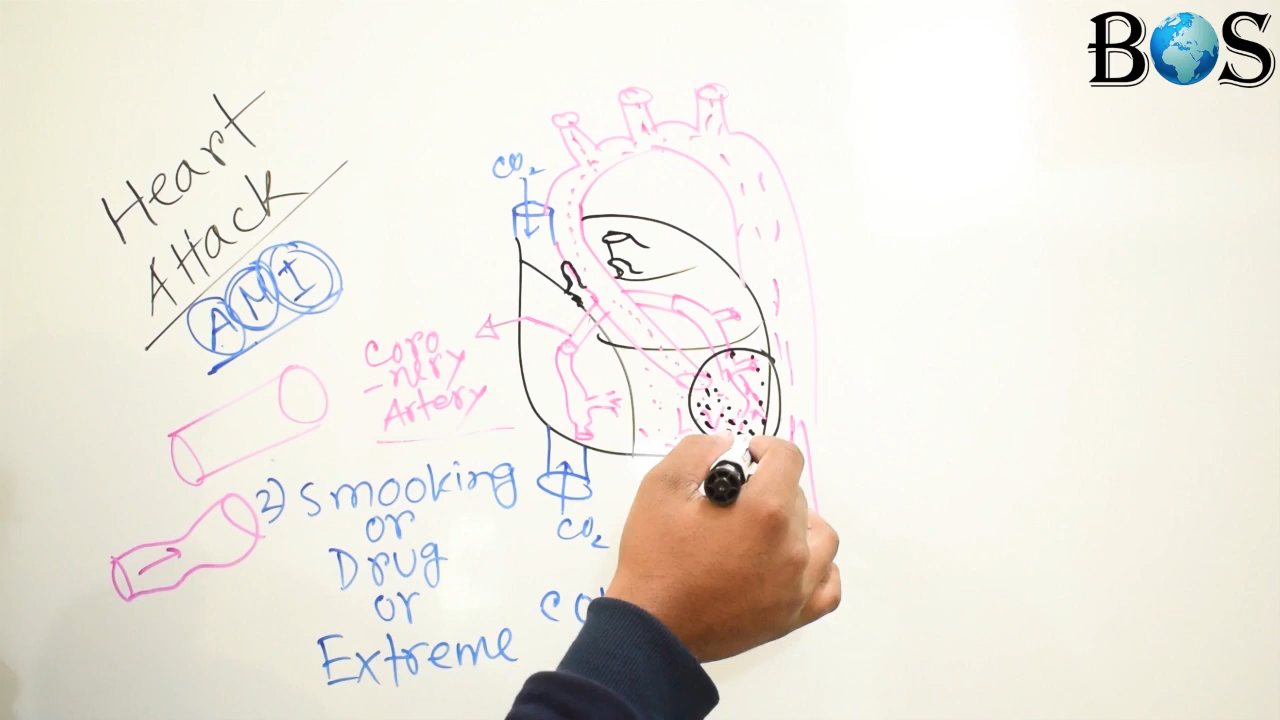 BOS
Heart
Attack
AMI
CO2
Coro
-nery
Artery
2) Smooking
or
Drug
or
Extreme
CO2